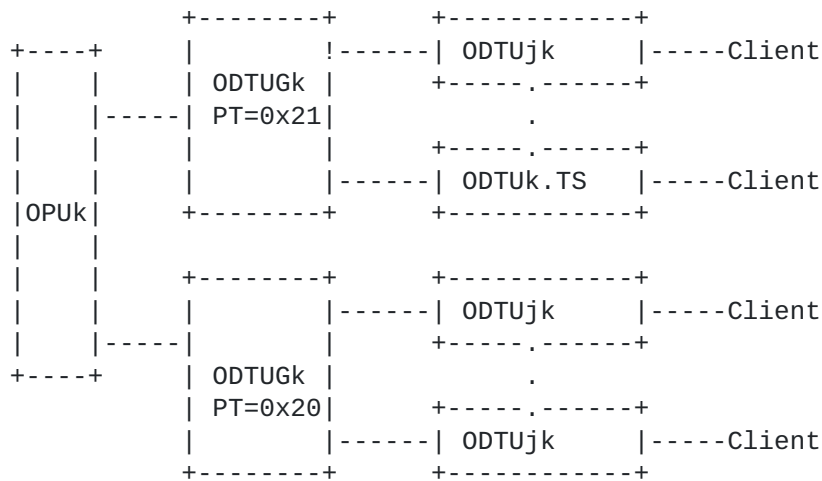 ODTUjk Client
ODTUGk
PT=0x21
ODTUk.TS Client
OPUk
ODTUjk Client
ODTUGk
PT=0x20
ODTUjk Client